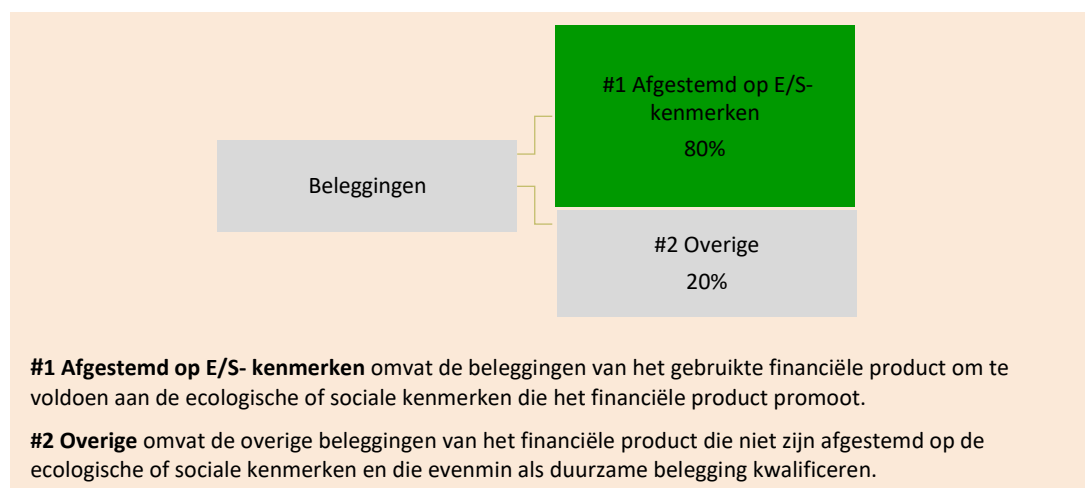 #1 Afgestemd op E/S-
kenmerken
80%
Beleggingen
#2 Overige
20%
#1 Afgestemd op E/S- kenmerken omvat de beleggingen van het gebruikte financiële product om te
voldoen aan de ecologische of sociale kenmerken die het financiële product promoot.
#2 Overige omvat de overige beleggingen van het financiële product die niet zijn afgestemd op de
ecologische of sociale kenmerken en die evenmin als duurzame belegging kwalificeren.